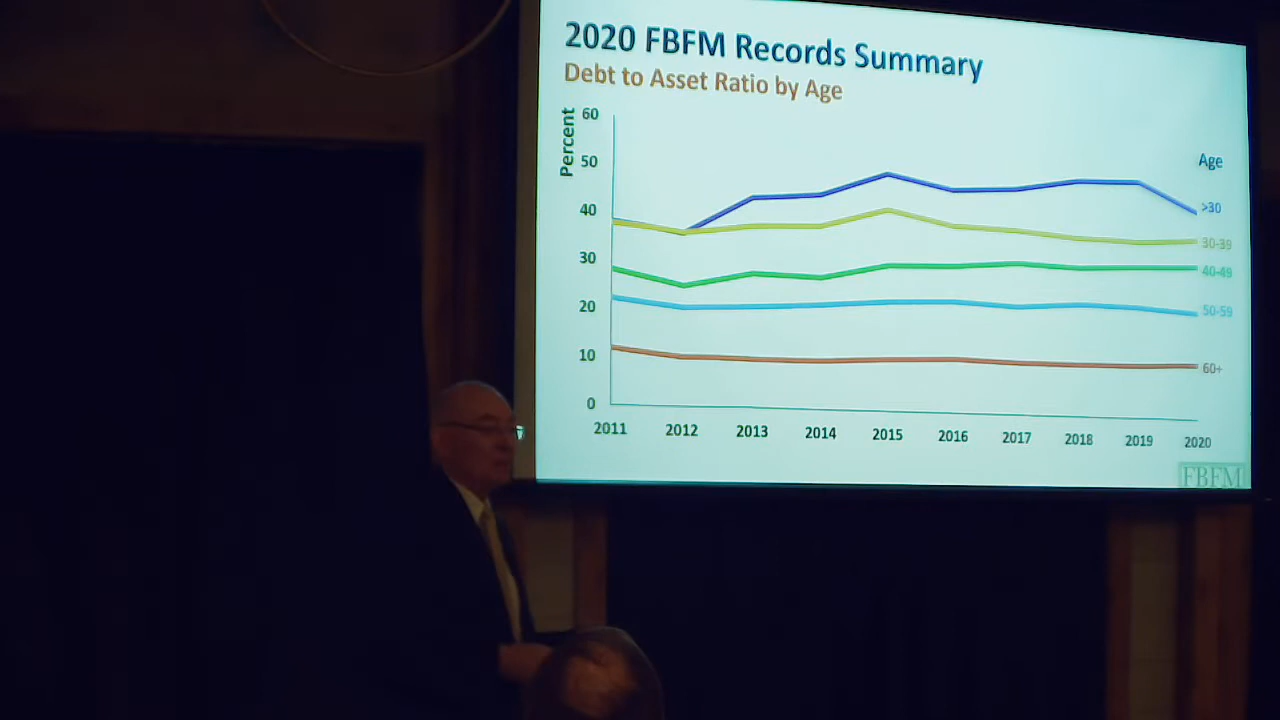 2020 FBFM Records Summary
Debt to Asset Ratio by Age
Percent
60
50
40
30
20
10
0
2011 2012 2013 2014 2015 2016 2017 2018 2019 2020
Age
>30
30-39
40-49
50-59
60+
FBFM